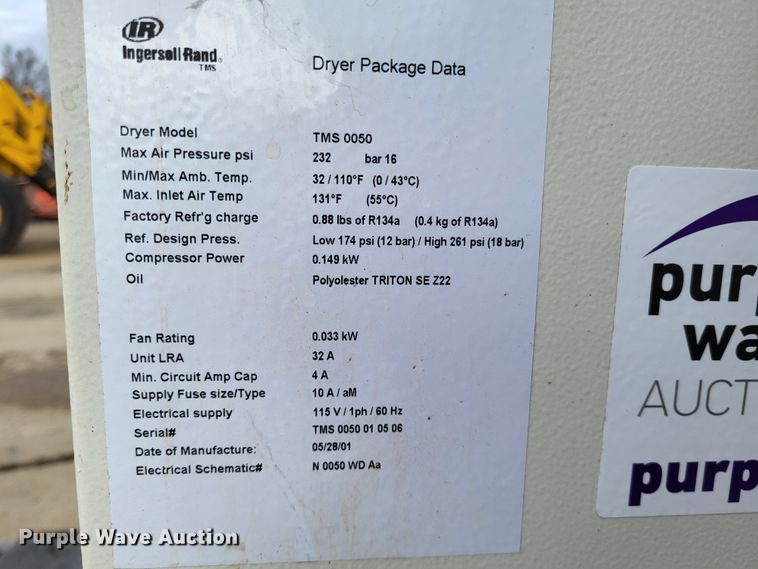 IR
Ingersoll Rand®
TMS
Dryer Package Data
Dryer Model TMS 0050
Max Air Pressure psi 232 bar 16
Min/Max Amb. Temp. 32 / 110°F (0 / 43°C)
Max. Inlet Air Temp 131°F (55°C)
Factory Refr'g charge 0.88 lbs of R134a (0.4 kg of R134a)
Ref. Design Press. Low 174 psi (12 bar) / High 261 psi (18 bar)
Compressor Power 0.149 kW
Oil Polyolester TRITON SE Z22
Fan Rating 0.033 kW
Unit LRA 32 A
Min. Circuit Amp Cap 4 A
Supply Fuse size/Type 10 A / aM
Electrical supply 115 V / 1ph / 60 Hz
Serial# TMS 0050 01 05 06
Date of Manufacture: 05/28/01
Electrical Schematic# N 0050 WD Aa
purp
wa
AUCT
purp
Purple Wave Auction